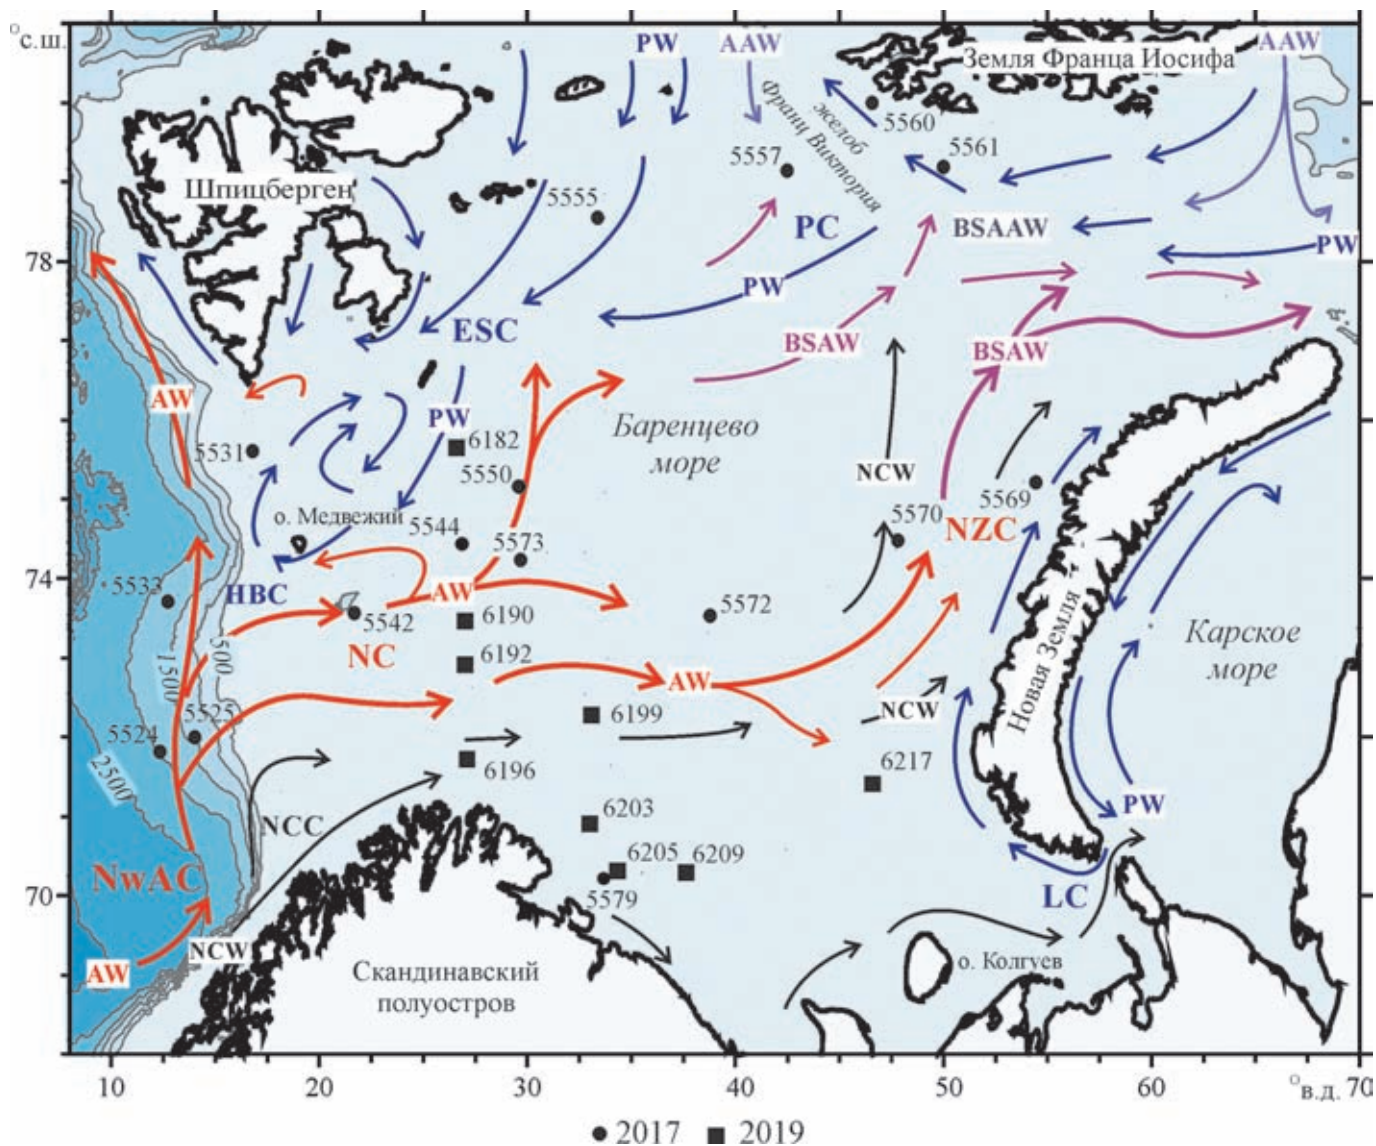 °с.ш.
PW
AAW
Земля Франца Иосифа
AAW
желоб
Франц Виктория
5560
5557
5561
Шпицберген
5555
PC
BSAAW
PW
78
PW
ESC
BSAW
BSAW
AW
PW
Баренцево
море
5531
6182
NCW
5550
5569
о. Медвежий
5544
5570
NZC
5573
74
5533
HBC
AW
5542
6190
5572
NC
6192
Новая Земля
Карское
море
500
1500
AW
NCW
5525
5524
6199
2500
6196
6217
PW
NCC
6203
NwAC
6205
6209
70
5579
LC
NCW
AW
Скандинавский
полуостров
о. Колгуев
10
20
30
40
50
60
°в.д.
70
2017
2019